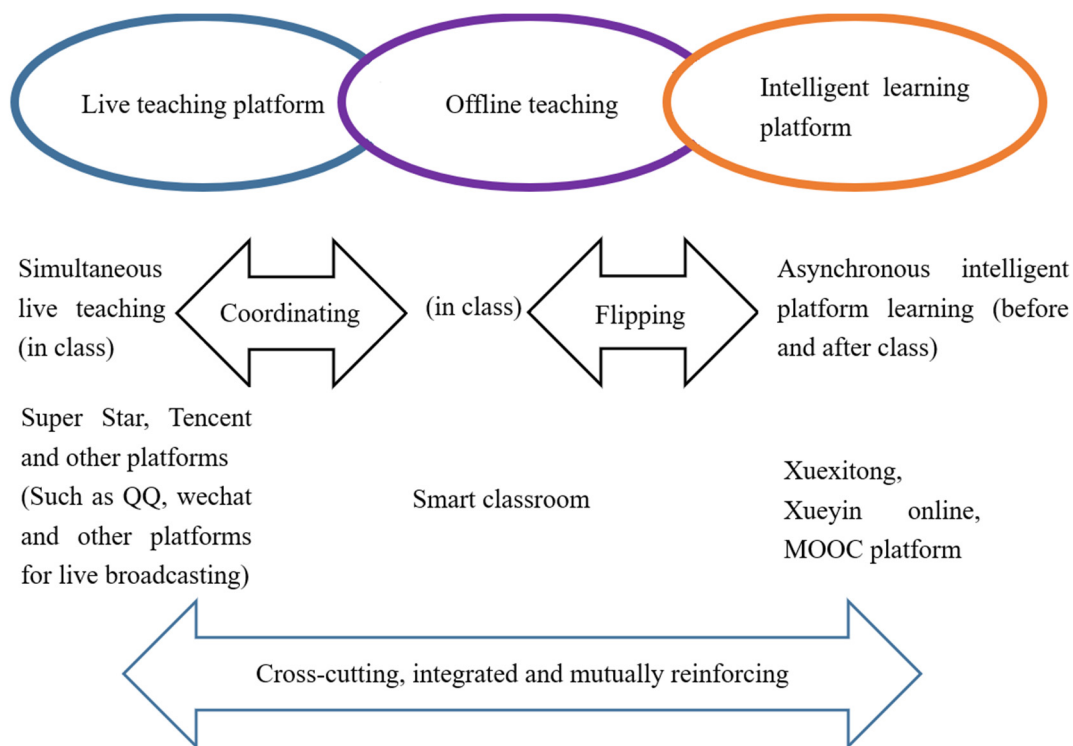 Live teaching platform
Offline teaching
Intelligent learning
platform
Simultaneous
live teaching
(in class)
Coordinating
(in class)
Flipping
Asynchronous intelligent
platform learning (before
and after class)
Super Star, Tencent
and other platforms
(Such as QQ, wechat
and other platforms
for live broadcasting)
Smart classroom
Xuexitong,
Xueyin online,
MOOC platform
Cross-cutting, integrated and mutually reinforcing